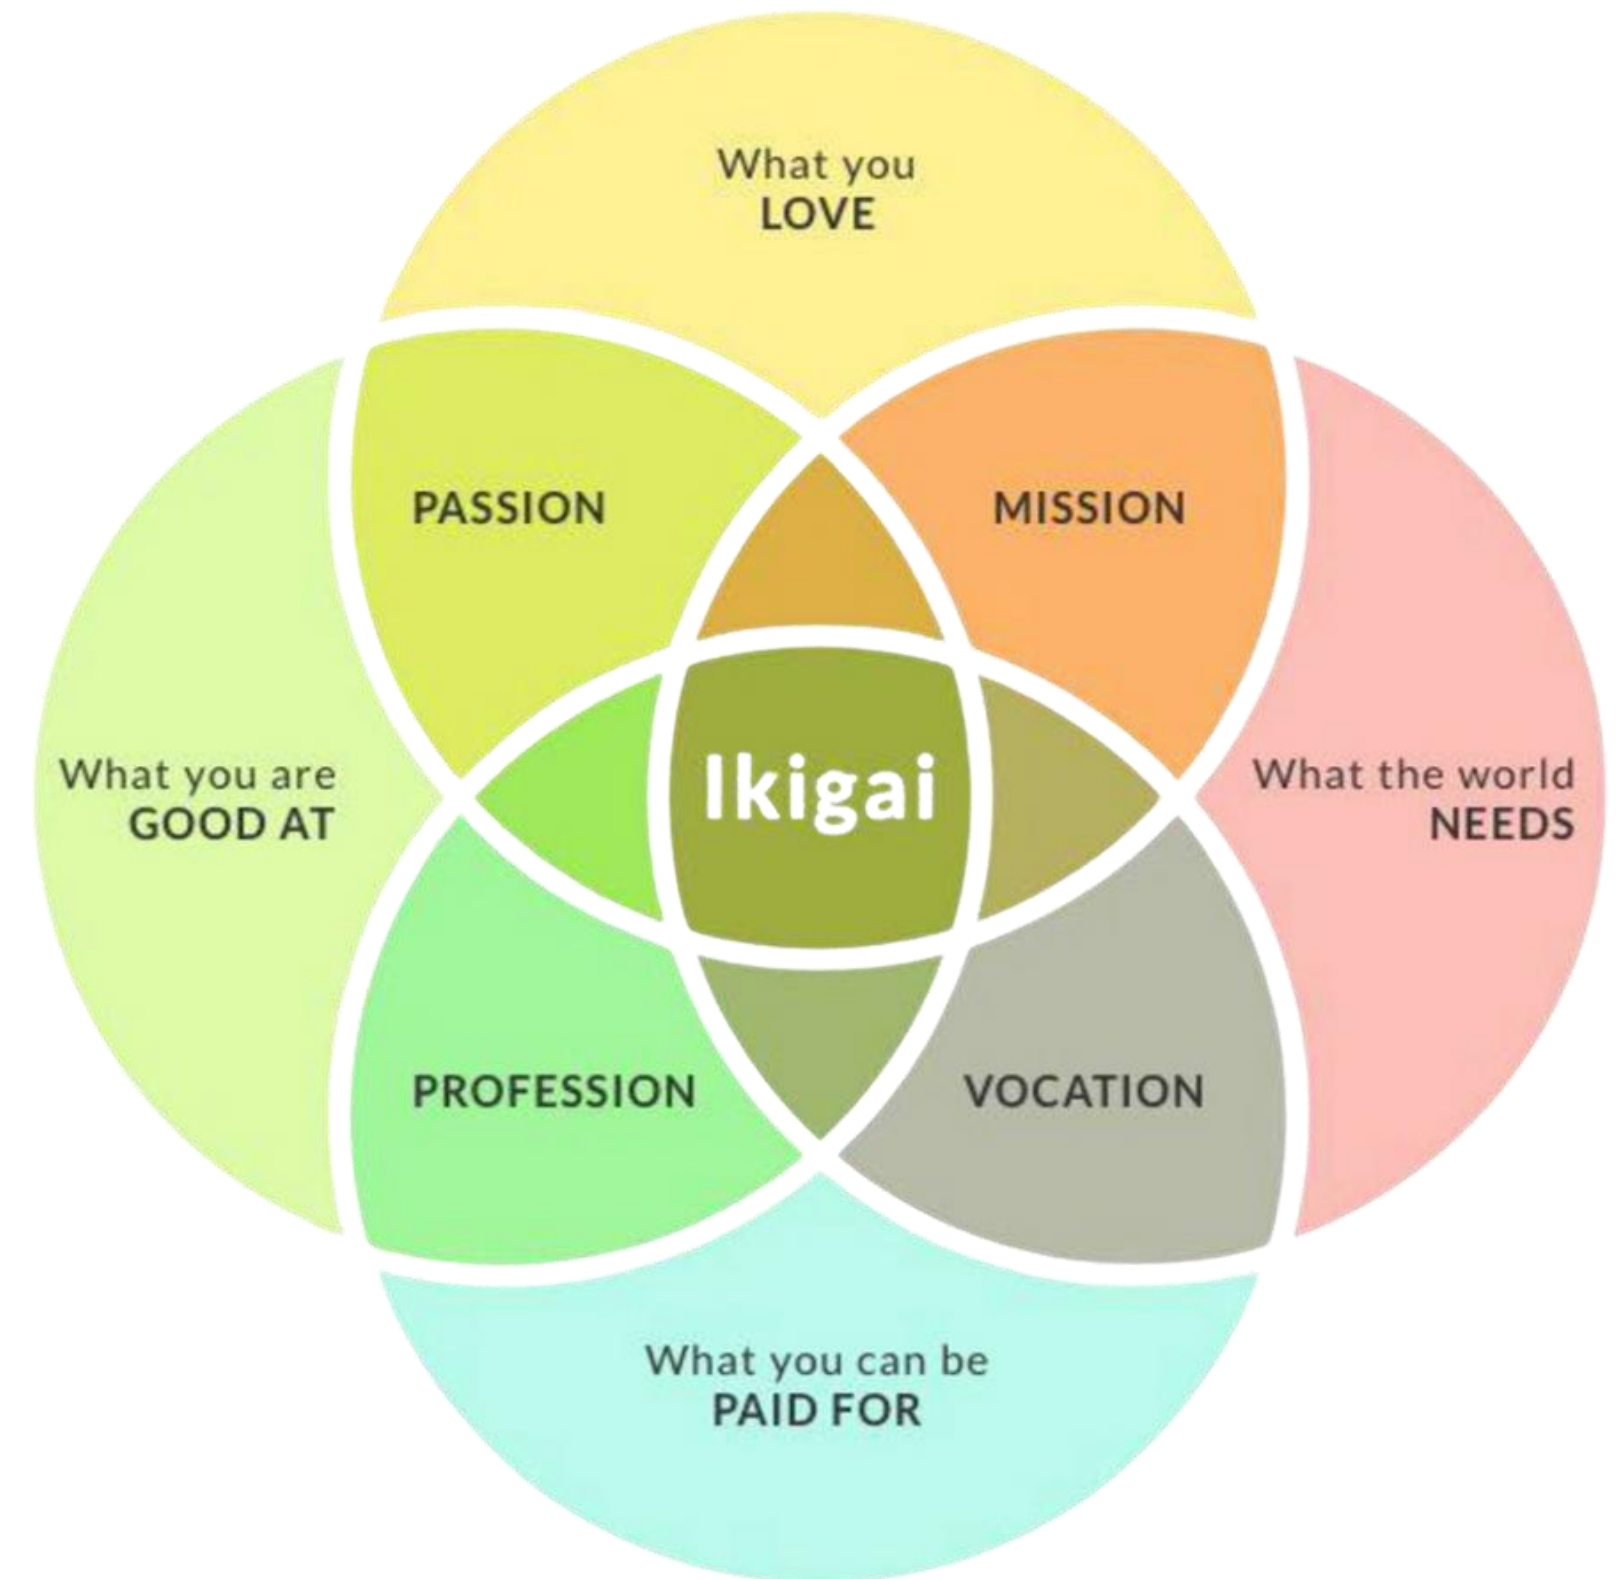 What you
LOVE
PASSION
MISSION
What you are
GOOD AT
Ikigai
What the world
NEEDS
PROFESSION
VOCATION
What you can be
PAID FOR